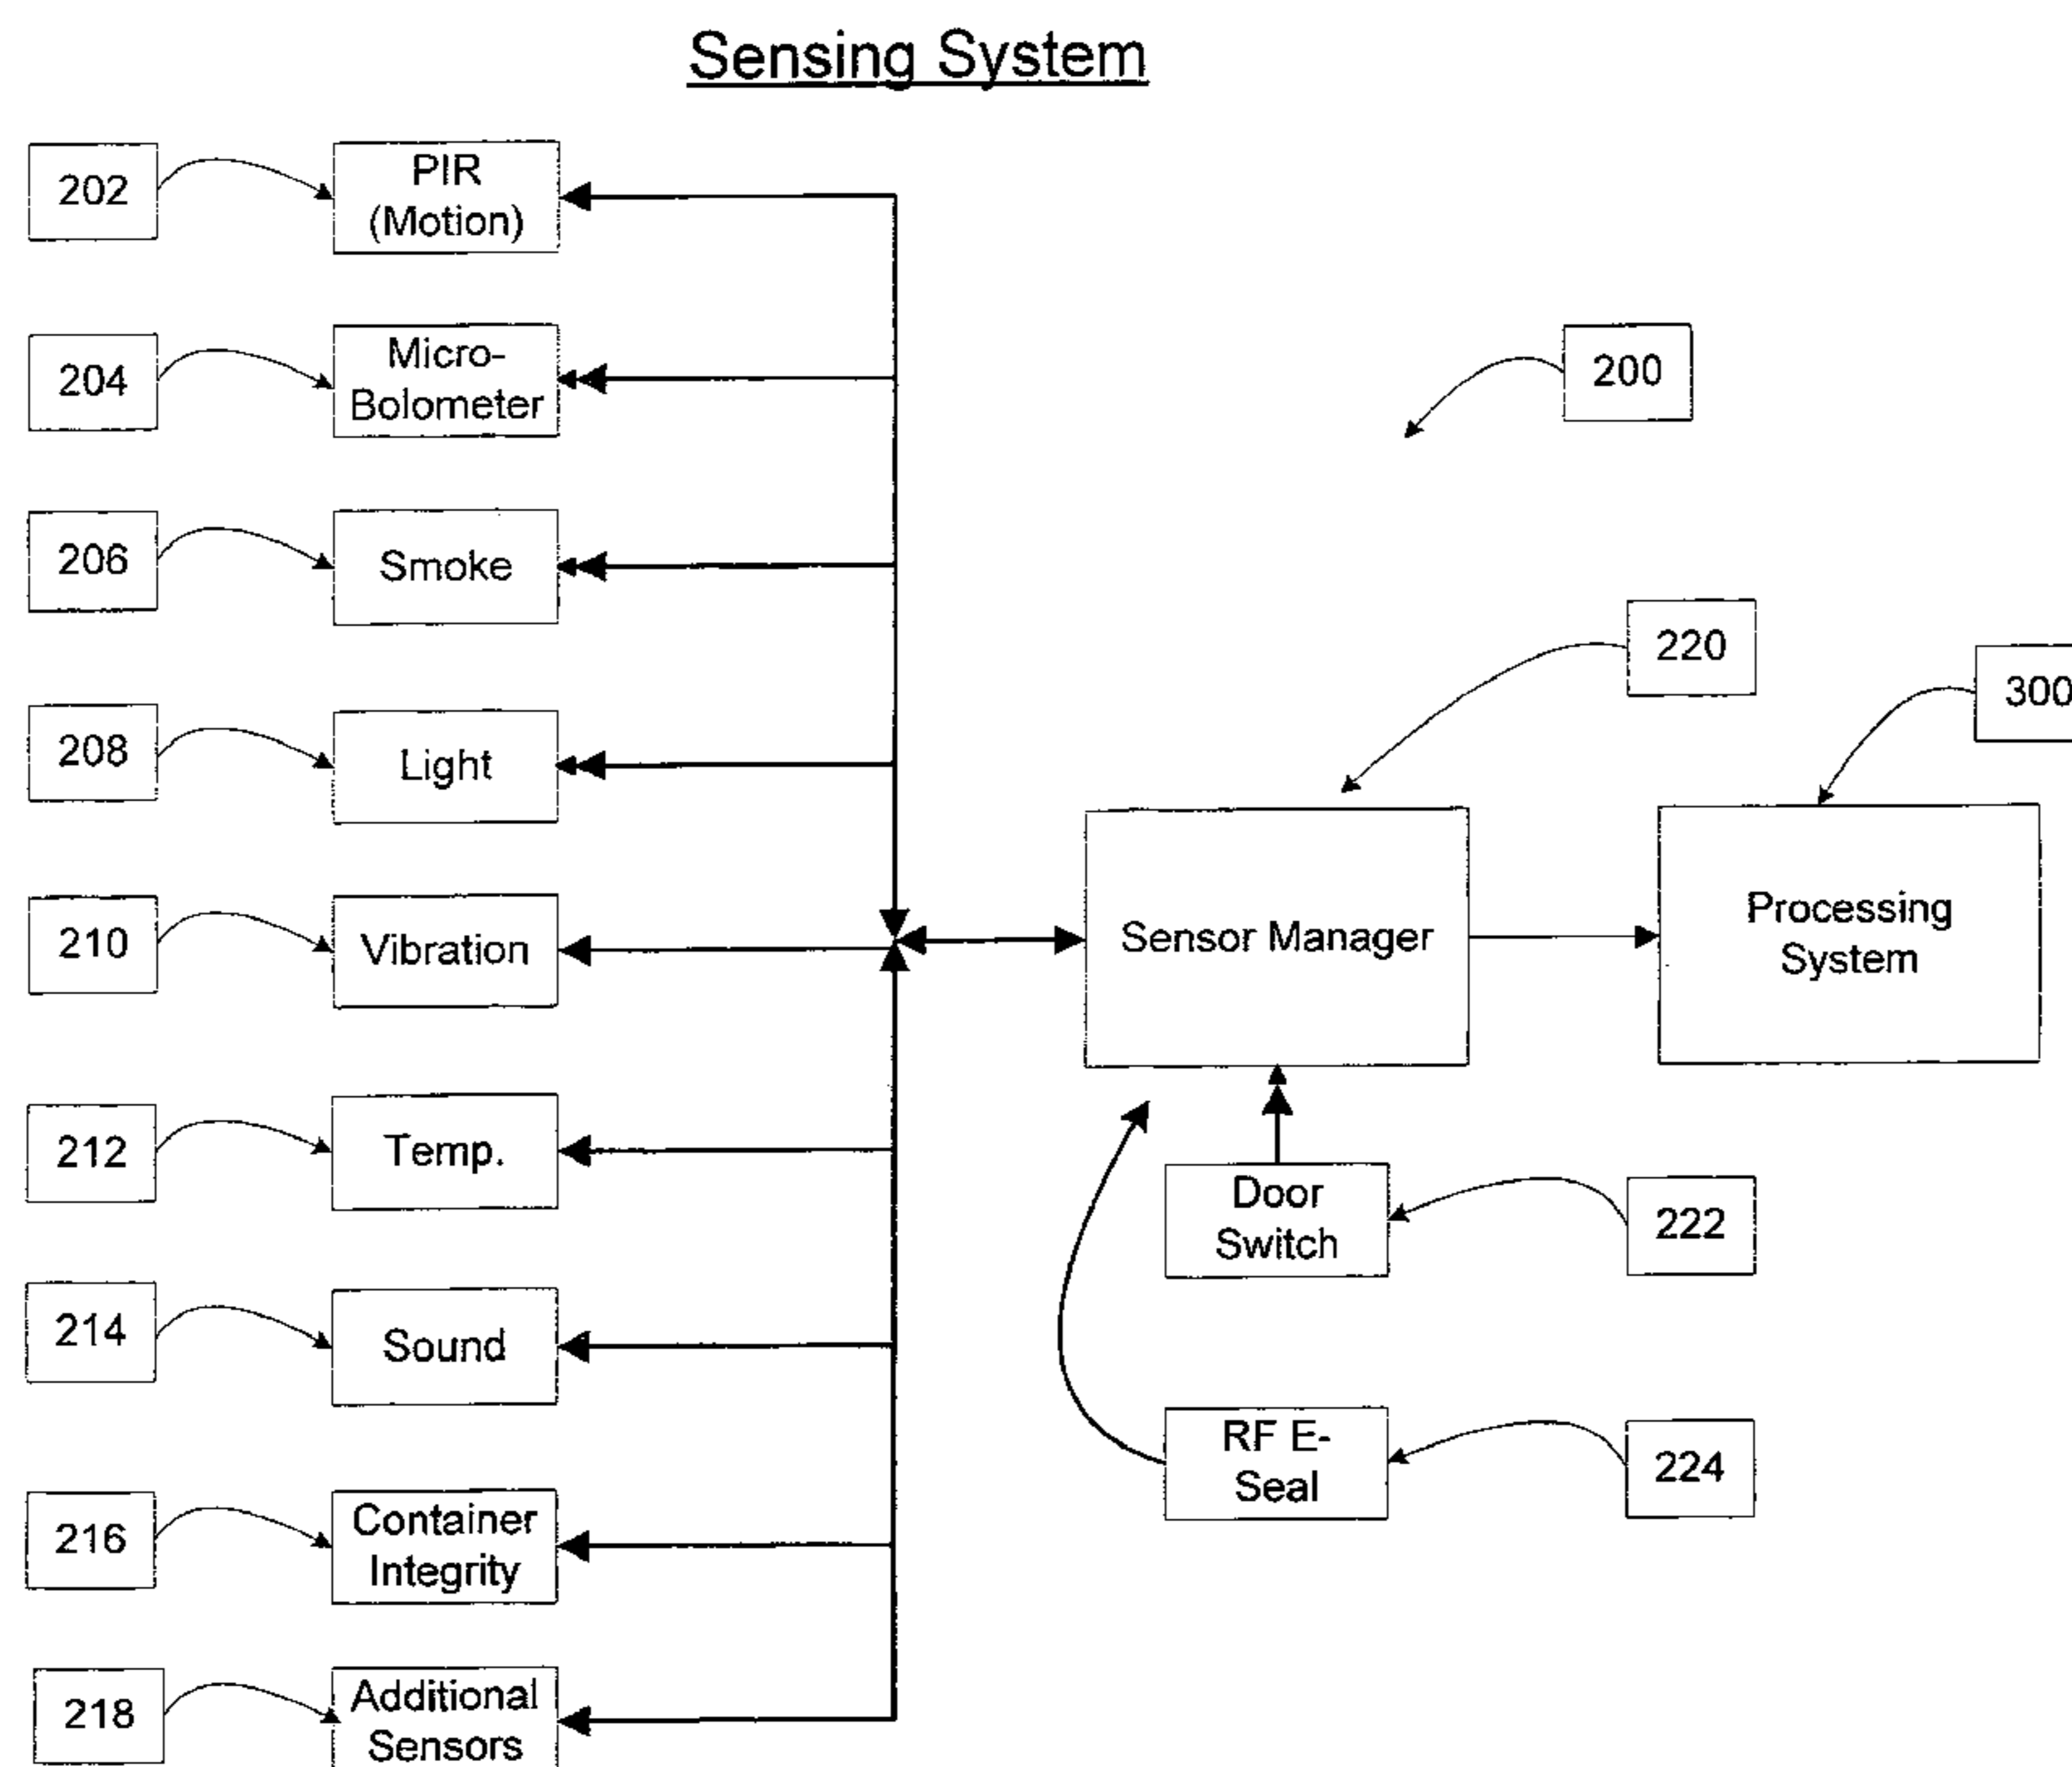 Sensing System
202
PIR
(Motion)
204
Micro-
Bolometer
200
206
Smoke
220
300
208
Light
210
Vibration
Sensor Manager
Processing
System
212
Temp.
Door
Switch
222
214
Sound
RF E-
Seal
224
216
Container
Integrity
218
Additional
Sensors